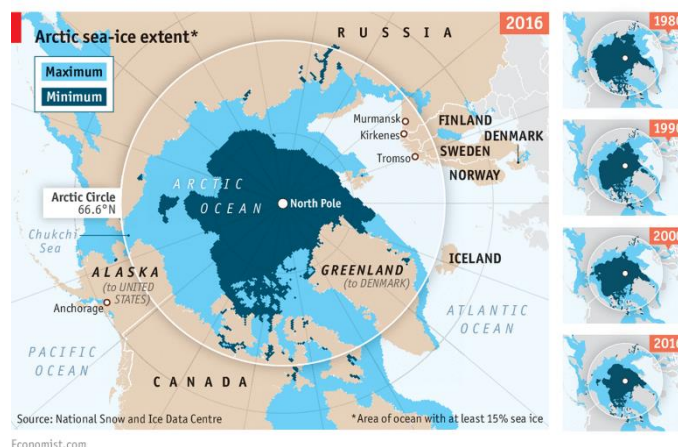 Arctic sea-ice extent*
2016
Maximum
Minimum
RUSSIA
Murmansk
Kirkenes
Tromso
FINLAND
DENMARK
SWEDEN
NORWAY
ARCTIC
OCEAN
North Pole
Arctic Circle
66.6°N
Chukchi
Sea
ALASKA
(to UNITED
STATES)
Anchorage
GREENLAND
(to DENMARK)
ICELAND
ATLANTIC
OCEAN
PACIFIC
OCEAN
CANADA
Source: National Snow and Ice Data Centre
*Area of ocean with at least 15% sea ice
Economist.com
1990
2016